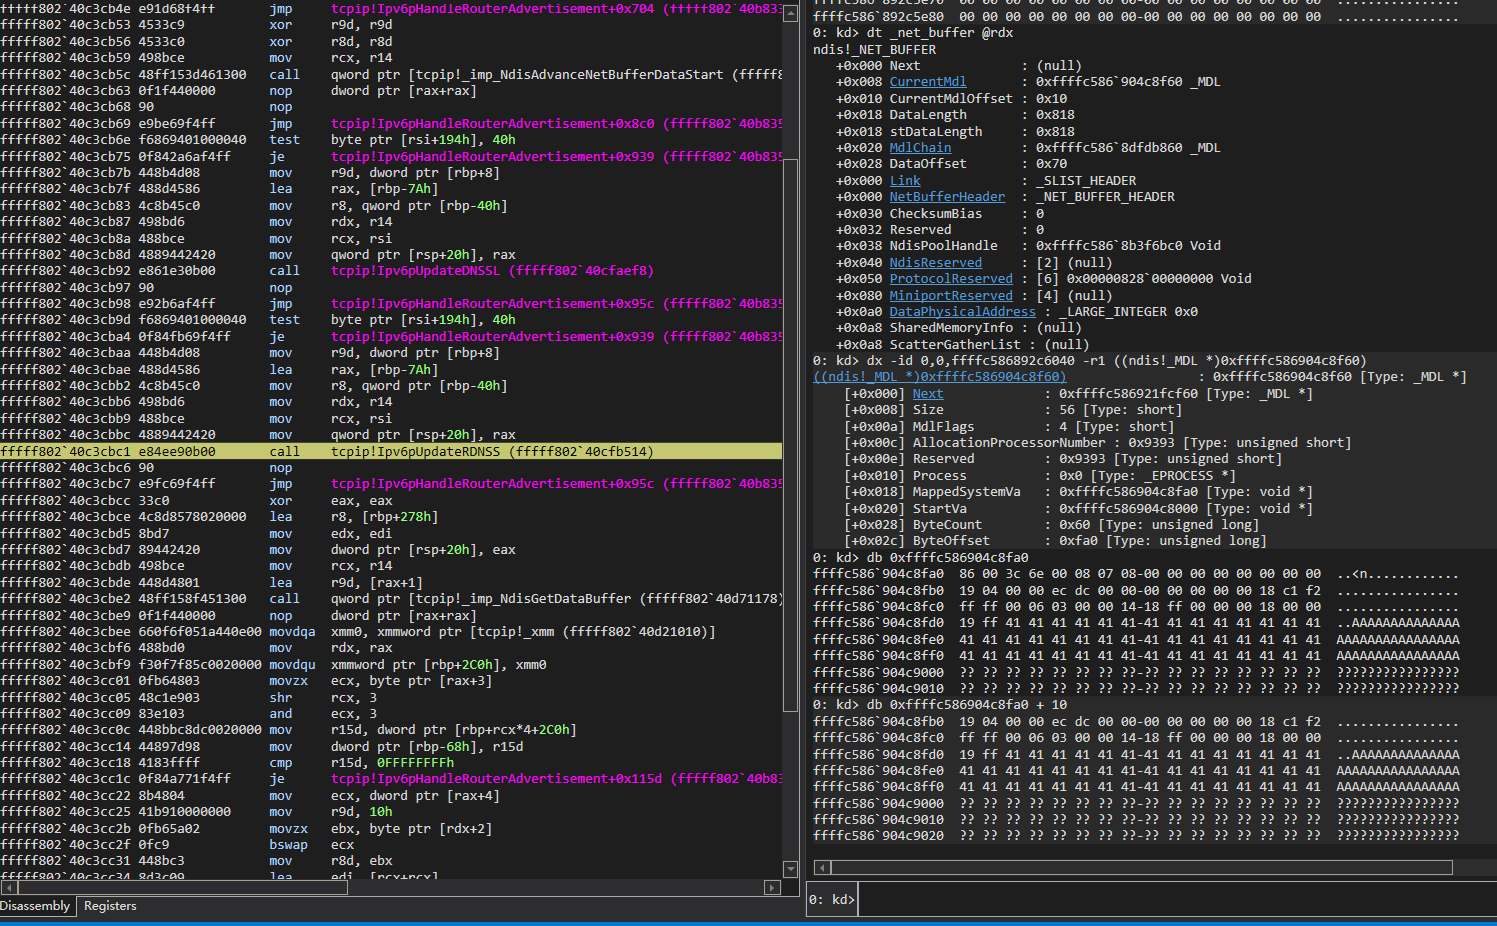 fffff802`40c3cb4e e91d68f4ff jmp tcpip!Ipv6pHandleRouterAdvertisement+0x704 (fffff802`40b833
fffff802`40c3cb53 4533c9 xor r9d, r9d
fffff802`40c3cb56 4533c0 xor r8d, r8d
fffff802`40c3cb59 498bce mov rcx, r14
fffff802`40c3cb5c 48ff153d461300 call qword ptr [tcpip!_imp_NdisAdvanceNetBufferDataStart (fffff8
fffff802`40c3cb63 0f1f440000 nop dword ptr [rax+rax]
fffff802`40c3cb68 90 nop
fffff802`40c3cb69 e9be69f4ff jmp tcpip!Ipv6pHandleRouterAdvertisement+0x8c0 (fffff802`40b835
fffff802`40c3cb6e f6869401000040 test byte ptr [rsi+194h], 40h
fffff802`40c3cb75 0f842a6af4ff je tcpip!Ipv6pHandleRouterAdvertisement+0x939 (fffff802`40b835
fffff802`40c3cb7b 448b4d08 mov r9d, dword ptr [rbp+8]
fffff802`40c3cb7f 488d4586 lea rax, [rbp-7Ah]
fffff802`40c3cb83 4c8b45c0 mov r8, qword ptr [rbp-40h]
fffff802`40c3cb87 498bd6 mov rdx, r14
fffff802`40c3cb8a 488bce mov rcx, rsi
fffff802`40c3cb8d 4889442420 mov qword ptr [rsp+20h], rax
fffff802`40c3cb92 e861e30b00 call tcpip!Ipv6pUpdateDNSSL (fffff802`40cfaef8)
fffff802`40c3cb97 90 nop
fffff802`40c3cb98 e92b6af4ff jmp tcpip!Ipv6pHandleRouterAdvertisement+0x95c (fffff802`40b835
fffff802`40c3cb9d f6869401000040 test byte ptr [rsi+194h], 40h
fffff802`40c3cba4 0f84fb69f4ff je tcpip!Ipv6pHandleRouterAdvertisement+0x939 (fffff802`40b835
fffff802`40c3cbaa 448b4d08 mov r9d, dword ptr [rbp+8]
fffff802`40c3cbae 488d4586 lea rax, [rbp-7Ah]
fffff802`40c3cbb2 4c8b45c0 mov r8, qword ptr [rbp-40h]
fffff802`40c3cbb6 498bd6 mov rdx, r14
fffff802`40c3cbb9 488bce mov rcx, rsi
fffff802`40c3cbbc 4889442420 mov qword ptr [rsp+20h], rax
fffff802`40c3cbc1 e84ee90b00 call tcpip!Ipv6pUpdateRDNSS (fffff802`40cfb514)
fffff802`40c3cbc6 90 nop
fffff802`40c3cbc7 e9fc69f4ff jmp tcpip!Ipv6pHandleRouterAdvertisement+0x95c (fffff802`40b835
fffff802`40c3cbcc 33c0 xor eax, eax
fffff802`40c3cbce 4c8d8578020000 lea r8, [rbp+278h]
fffff802`40c3cbd5 8bd7 mov edx, edi
fffff802`40c3cbd7 89442420 mov dword ptr [rsp+20h], eax
fffff802`40c3cbdb 498bce mov rcx, r14
fffff802`40c3cbde 448d4801 lea r9d, [rax+1]
fffff802`40c3cbe2 48ff158f451300 call qword ptr [tcpip!_imp_NdisGetDataBuffer (fffff802`40d71178)
fffff802`40c3cbe9 0f1f440000 nop dword ptr [rax+rax]
fffff802`40c3cbee 660f6f051a440e00 movdqa xmm0, xmmword ptr [tcpip!_xmm (fffff802`40d21010)]
fffff802`40c3cbf6 488bd0 mov rdx, rax
fffff802`40c3cbf9 f30f7f85c0020000 movdqu xmmword ptr [rbp+2C0h], xmm0
fffff802`40c3cc01 0fb64803 movzx ecx, byte ptr [rax+3]
fffff802`40c3cc05 48c1e903 shr rcx, 3
fffff802`40c3cc09 83e103 and ecx, 3
fffff802`40c3cc0c 448bbc8dc0020000 mov r15d, dword ptr [rbp+rcx*4+2C0h]
fffff802`40c3cc14 44897d98 mov dword ptr [rbp-68h], r15d
fffff802`40c3cc18 4183ffff cmp r15d, 0FFFFFFFFh
fffff802`40c3cc1c 0f84a771f4ff je tcpip!Ipv6pHandleRouterAdvertisement+0x115d (fffff802`40b83
fffff802`40c3cc22 8b4804 mov ecx, dword ptr [rax+4]
fffff802`40c3cc25 41b910000000 mov r9d, 10h
fffff802`40c3cc2b 0fb65a02 movzx ebx, byte ptr [rdx+2]
fffff802`40c3cc2f 0fc9 bswap ecx
fffff802`40c3cc31 448bc3 mov r8d, ebx
fffff802`40c3cc34 8d3c09 lea edi, [rcx+rcx]
Disassembly Registers
ffffc586`892c5e70 00 00 00 00 00 00 00 00-00 00 00 00 00 00 00 00 ................
ffffc586`892c5e80 00 00 00 00 00 00 00 00-00 00 00 00 00 00 00 00 ................
0: kd> dt _net_buffer @rdx
ndis!_NET_BUFFER
+0x000 Next : (null)
+0x008 CurrentMdl : 0xffffc586`904c8f60 _MDL
+0x010 CurrentMdlOffset : 0x10
+0x018 DataLength : 0x818
+0x018 stDataLength : 0x818
+0x020 MdlChain : 0xffffc586`8dfdb860 _MDL
+0x028 DataOffset : 0x70
+0x000 Link : _SLIST_HEADER
+0x000 NetBufferHeader : _NET_BUFFER_HEADER
+0x030 ChecksumBias : 0
+0x032 Reserved : 0
+0x038 NdisPoolHandle : 0xffffc586`8b3f6bc0 Void
+0x040 NdisReserved : [2] (null)
+0x050 ProtocolReserved : [6] 0x00000828`00000000 Void
+0x080 MiniportReserved : [4] (null)
+0x0a0 DataPhysicalAddress : _LARGE_INTEGER 0x0
+0x0a8 SharedMemoryInfo : (null)
+0x0a8 ScatterGatherList : (null)
0: kd> dx -id 0,0,ffffc586892c6040 -r1 ((ndis!_MDL *)0xffffc586904c8f60)
((ndis!_MDL *)0xffffc586904c8f60) : 0xffffc586904c8f60 [Type: _MDL *]
[+0x000] Next : 0xffffc586921fcf60 [Type: _MDL *]
[+0x008] Size : 56 [Type: short]
[+0x00a] MdlFlags : 4 [Type: short]
[+0x00c] AllocationProcessorNumber : 0x9393 [Type: unsigned short]
[+0x00e] Reserved : 0x9393 [Type: unsigned short]
[+0x010] Process : 0x0 [Type: _EPROCESS *]
[+0x018] MappedSystemVa : 0xffffc586904c8fa0 [Type: void *]
[+0x020] StartVa : 0xffffc586904c8000 [Type: void *]
[+0x028] ByteCount : 0x60 [Type: unsigned long]
[+0x02c] ByteOffset : 0xfa0 [Type: unsigned long]
0: kd> db 0xffffc586904c8fa0
ffffc586`904c8fa0 86 00 3c 6e 00 08 07 08-00 00 00 00 00 00 00 00 ..<n............
ffffc586`904c8fb0 19 04 00 00 ec dc 00 00-00 00 00 00 00 18 c1 f2 ................
ffffc586`904c8fc0 ff ff 00 06 03 00 00 14-18 ff 00 00 00 18 00 00 ................
ffffc586`904c8fd0 19 ff 41 41 41 41 41 41-41 41 41 41 41 41 41 41 ..AAAAAAAAAAAAAA
ffffc586`904c8fe0 41 41 41 41 41 41 41 41-41 41 41 41 41 41 41 41 AAAAAAAAAAAAAAAA
ffffc586`904c8ff0 41 41 41 41 41 41 41 41-41 41 41 41 41 41 41 41 AAAAAAAAAAAAAAAA
ffffc586`904c9000 ?? ?? ?? ?? ?? ?? ?? ??-?? ?? ?? ?? ?? ?? ?? ?? ????????????????
ffffc586`904c9010 ?? ?? ?? ?? ?? ?? ?? ??-?? ?? ?? ?? ?? ?? ?? ?? ????????????????
0: kd> db 0xffffc586904c8fa0 + 10
ffffc586`904c8fb0 19 04 00 00 ec dc 00 00-00 00 00 00 00 18 c1 f2 ................
ffffc586`904c8fc0 ff ff 00 06 03 00 00 14-18 ff 00 00 00 18 00 00 ................
ffffc586`904c8fd0 19 ff 41 41 41 41 41 41-41 41 41 41 41 41 41 41 ..AAAAAAAAAAAAAA
ffffc586`904c8fe0 41 41 41 41 41 41 41 41-41 41 41 41 41 41 41 41 AAAAAAAAAAAAAAAA
ffffc586`904c8ff0 41 41 41 41 41 41 41 41-41 41 41 41 41 41 41 41 AAAAAAAAAAAAAAAA
ffffc586`904c9000 ?? ?? ?? ?? ?? ?? ?? ??-?? ?? ?? ?? ?? ?? ?? ?? ????????????????
ffffc586`904c9010 ?? ?? ?? ?? ?? ?? ?? ??-?? ?? ?? ?? ?? ?? ?? ?? ????????????????
ffffc586`904c9020 ?? ?? ?? ?? ?? ?? ?? ??-?? ?? ?? ?? ?? ?? ?? ?? ????????????????
0: kd>